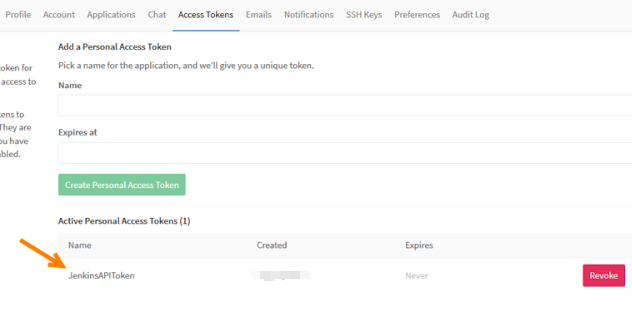 Profile Account Applications Chat Access Tokens Emails Notifications SSH Keys Preferences Audit Log
Add a Personal Access Token
token for
Pick a name for the application, and we'll give you a unique token.
access to
Name
kens to
They are
Expires at
ou have
bled.
Create Personal Access Token
Active Personal Access Tokens (1)
Name Created Expires
JenkinsAPIToken Never Revoke